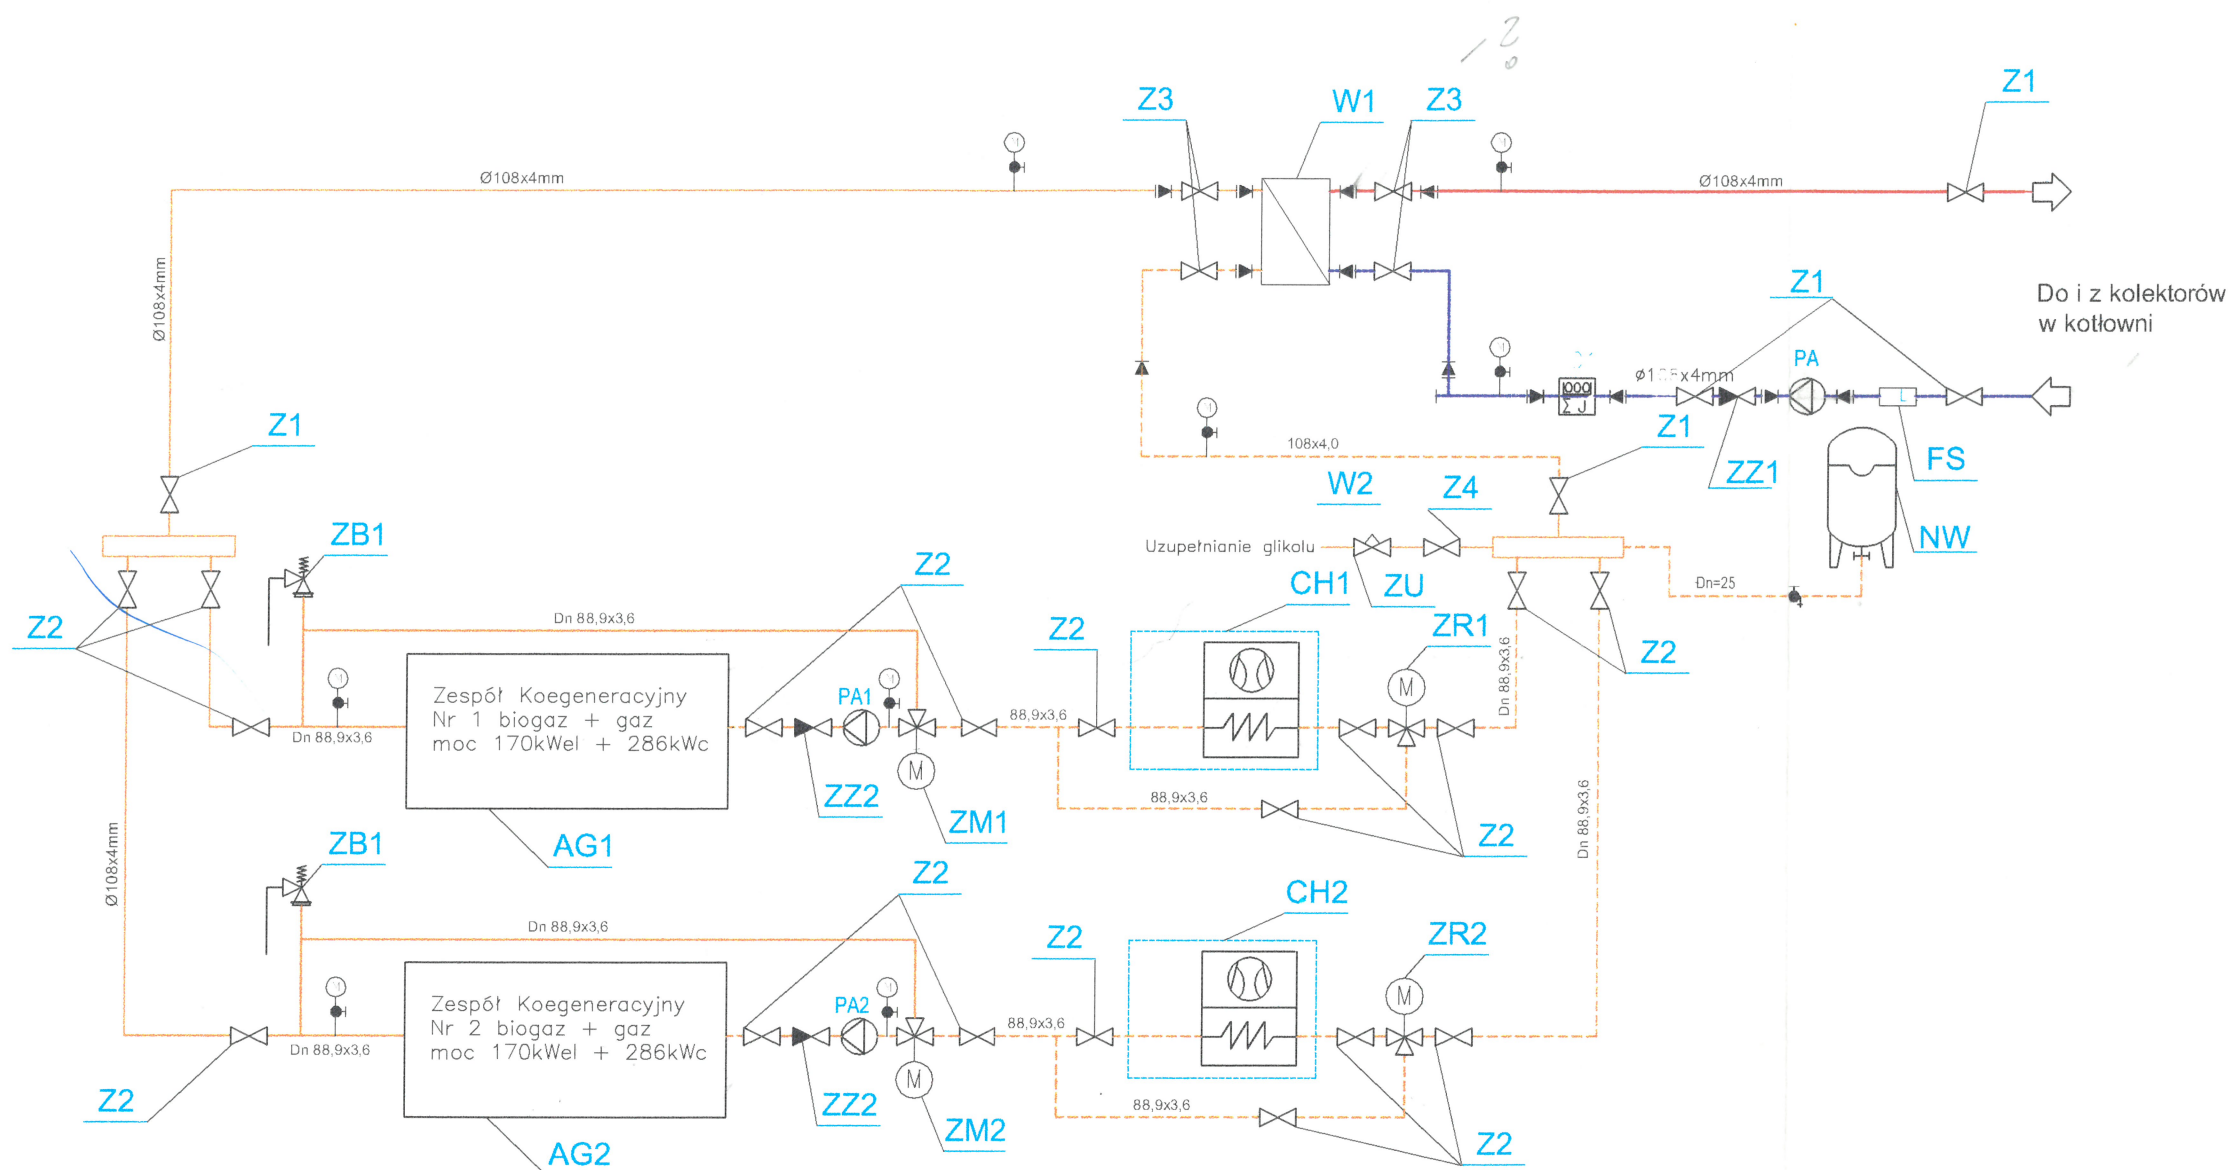 Z1
Z3
W1
Z3
Ø108x4mm
Ø108x4mm
Ø108x4mm
Z1
Do i z kolektorów
w kotłowni
PA
000
Σ J
L
Z1
108x4,0
Z1
ZZ1
FS
W2
Z4
NW
ZB1
Uzupełnianie glikolu
Z2
CH1
ZU
Dn=25
Dn 88,9x3,6
Z2
Z2
ZR1
Z2
M
Dn 88,9x3,6
Zespół Koegeneracyjny
Nr 1 biogaz + gaz
moc 170kWel + 286kWc
PA1
88,9x3,6
Dn 88,9x3,6
M
ZZ2
88,9x3,6
ZM1
Z2
Dn 88,9x3,6
AG1
ZB1
Ø108x4mm
Z2
CH2
Dn 88,9x3,6
Z2
ZR2
M
Zespół Koegeneracyjny
Nr 2 biogaz + gaz
moc 170kWel + 286kWc
PA2
88,9x3,6
Dn 88,9x3,6
M
Z2
ZZ2
88,9x3,6
ZM2
Z2
AG2